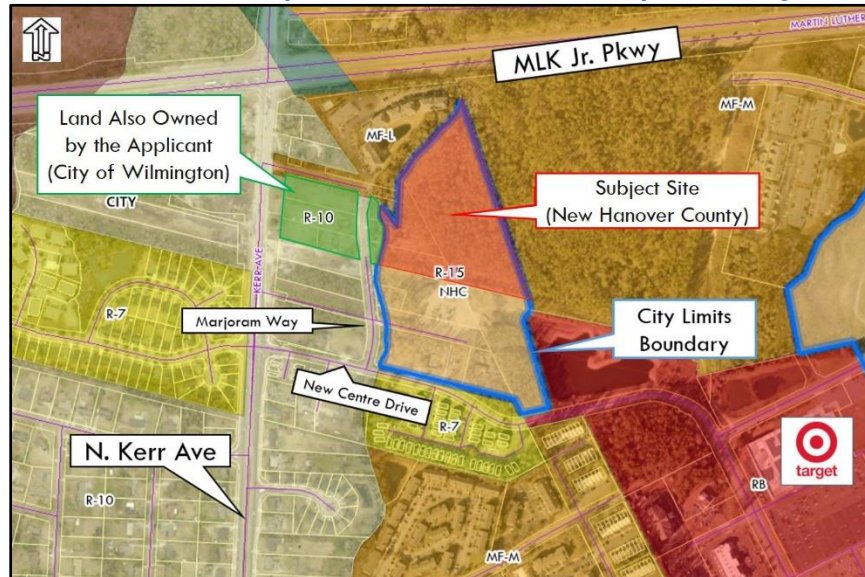 MARTIN LUTHER
MLK Jr. Pkwy
Land Also Owned
by the Applicant
(City of Wilmington)
MF-L
MF-M
Subject Site
(New Hanover County)
CITY
R-10
KERR AVE
R-15
NHC
R-7
Marjoram Way
City Limits
Boundary
New Centre Drive
R-7
N. Kerr Ave
target
RB
R-10
MF-M